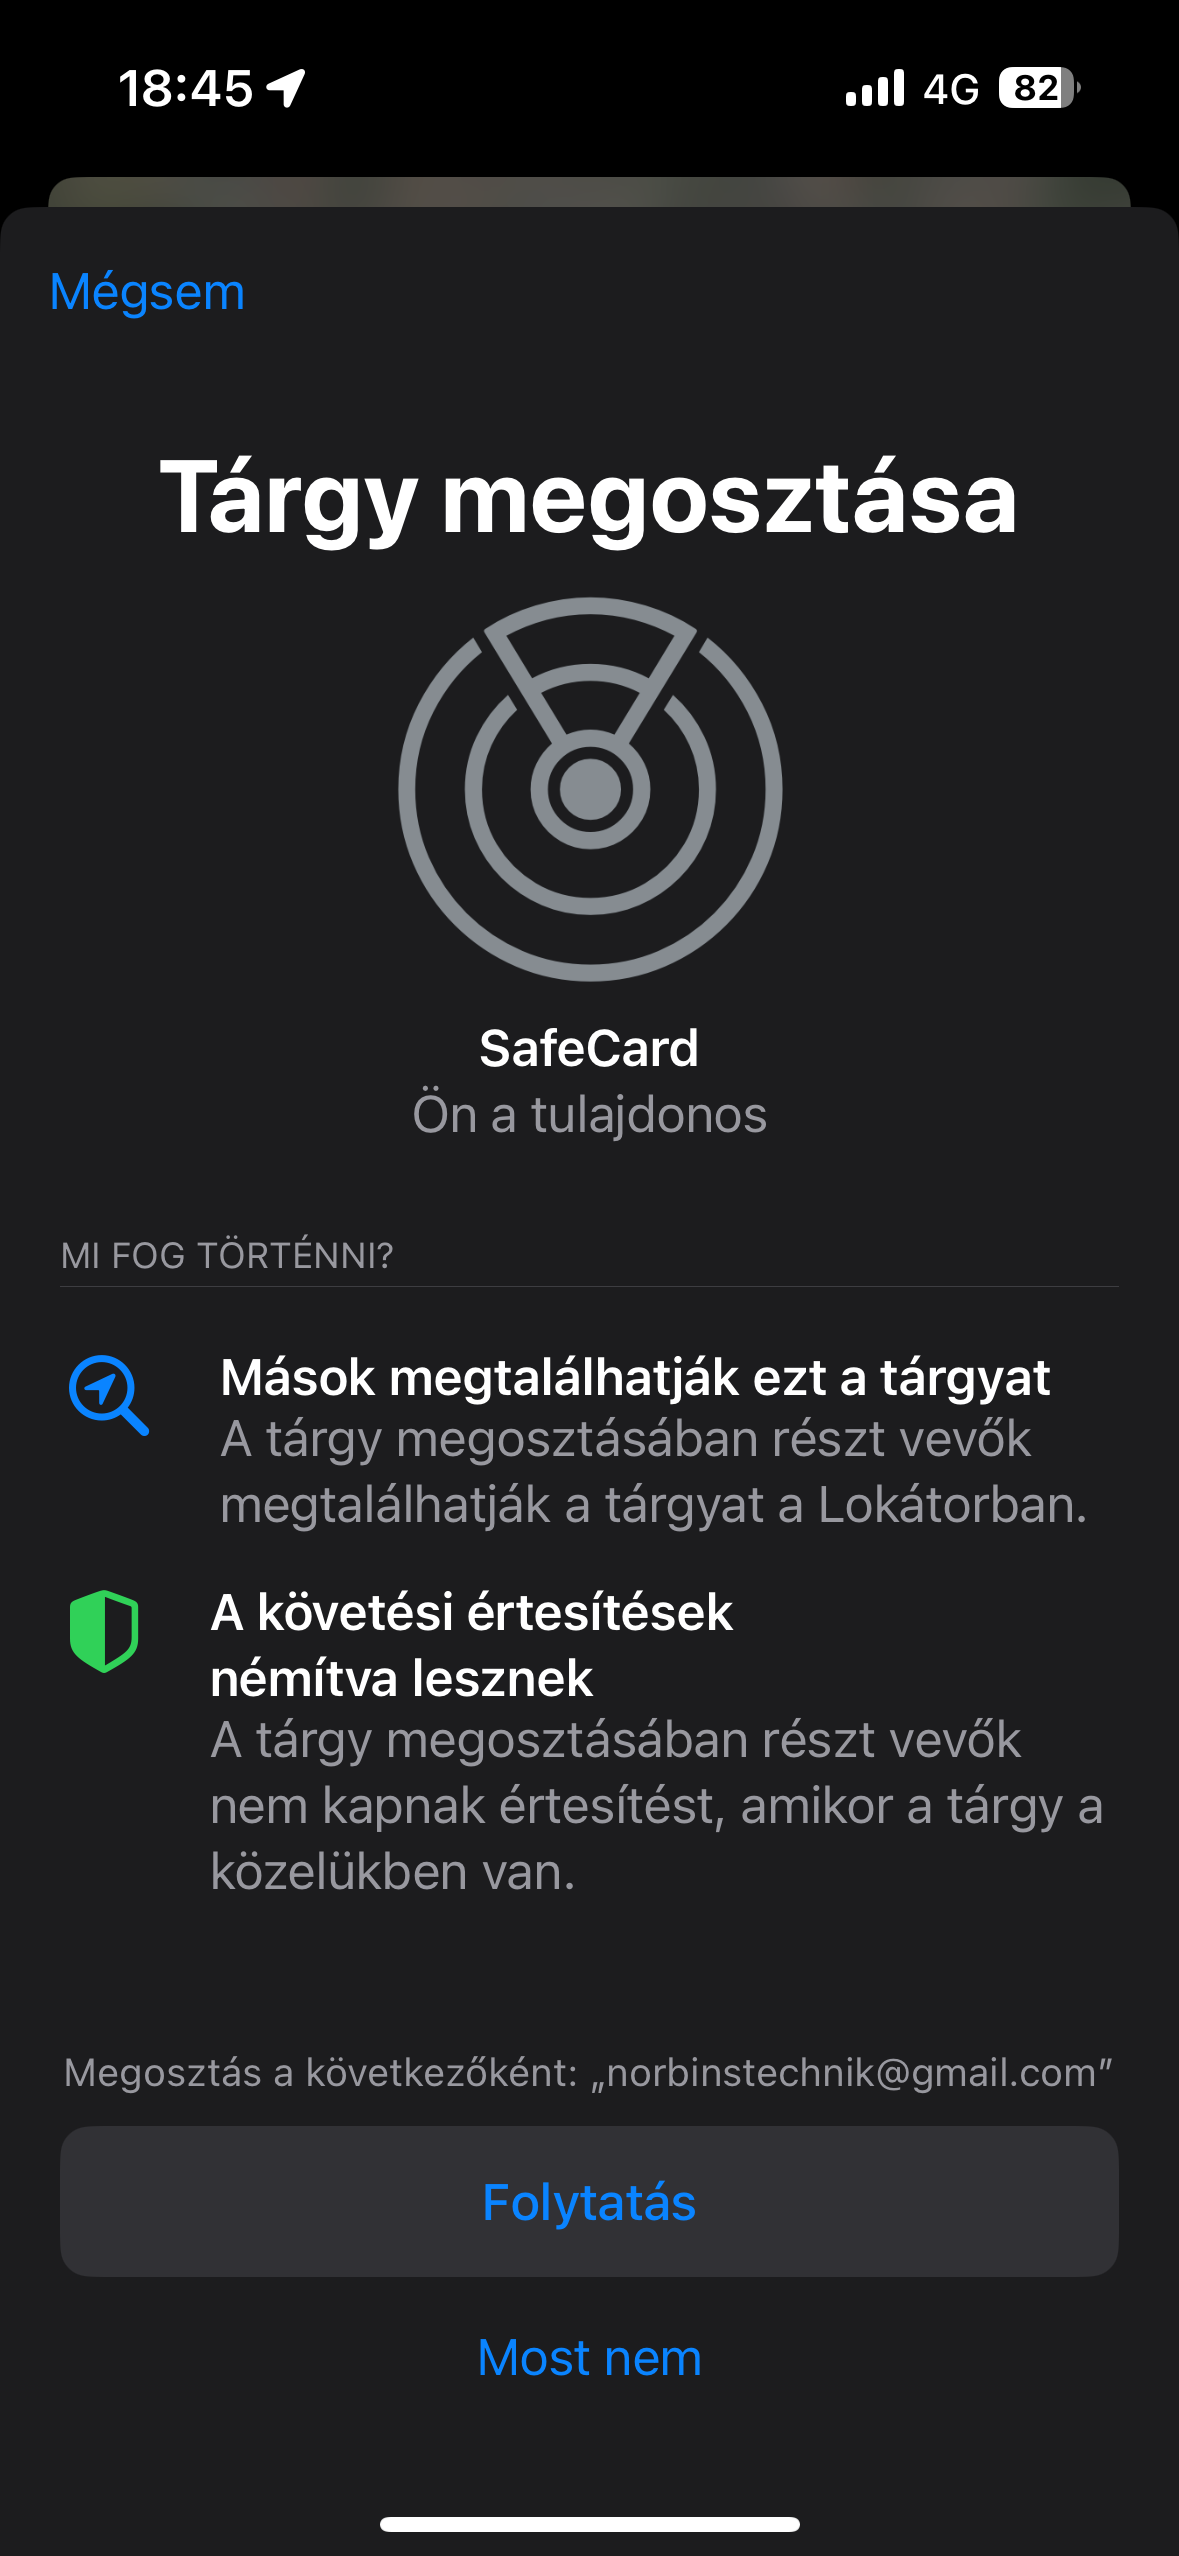 18:45
4G
82
Mégsem
Tárgy megosztása
SafeCard
Ön a tulajdonos
MI FOG TÖRTÉNNI?
Mások megtalálhatják ezt a tárgyat
A tárgy megosztásában részt vevők
megtalálhatják a tárgyat a Lokátorban.
A követési értesítések
némítva lesznek
A tárgy megosztásában részt vevők
nem kapnak értesítést, amikor a tárgy a
közelükben van.
Megosztás a következőként: „norbinstechnik@gmail.com”
Folytatás
Most nem